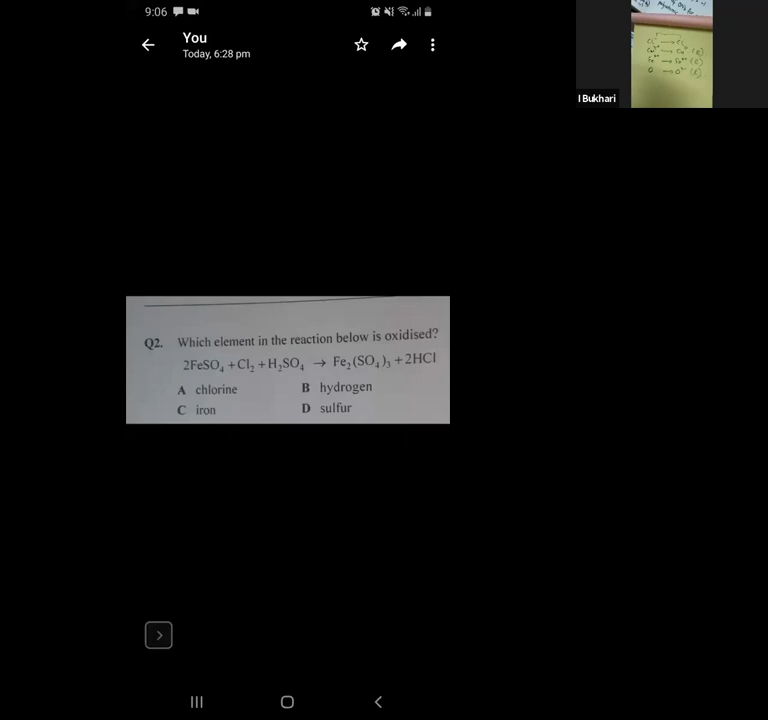 9:06
You
Today, 6:28 pm
I Bukhari
Q2. Which element in the reaction below is oxidised?
2FeSO₄ + Cl₂ + H₂SO₄ → Fe₂(SO₄)₃ + 2HCl
A chlorine B hydrogen
C iron D sulfur